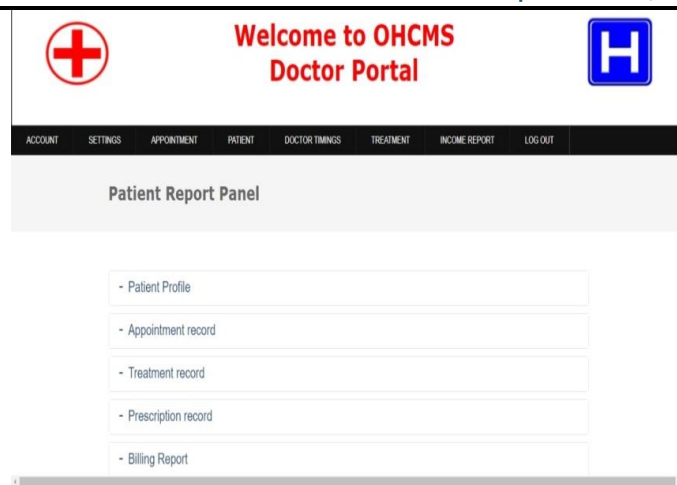 Welcome to OHCMS
Doctor Portal
H
ACCOUNT SETTINGS APPOINTMENT PATIENT DOCTOR TIMINGS TREATMENT INCOME REPORT LOG OUT
Patient Report Panel
- Patient Profile
- Appointment record
- Treatment record
- Prescription record
- Billing Report